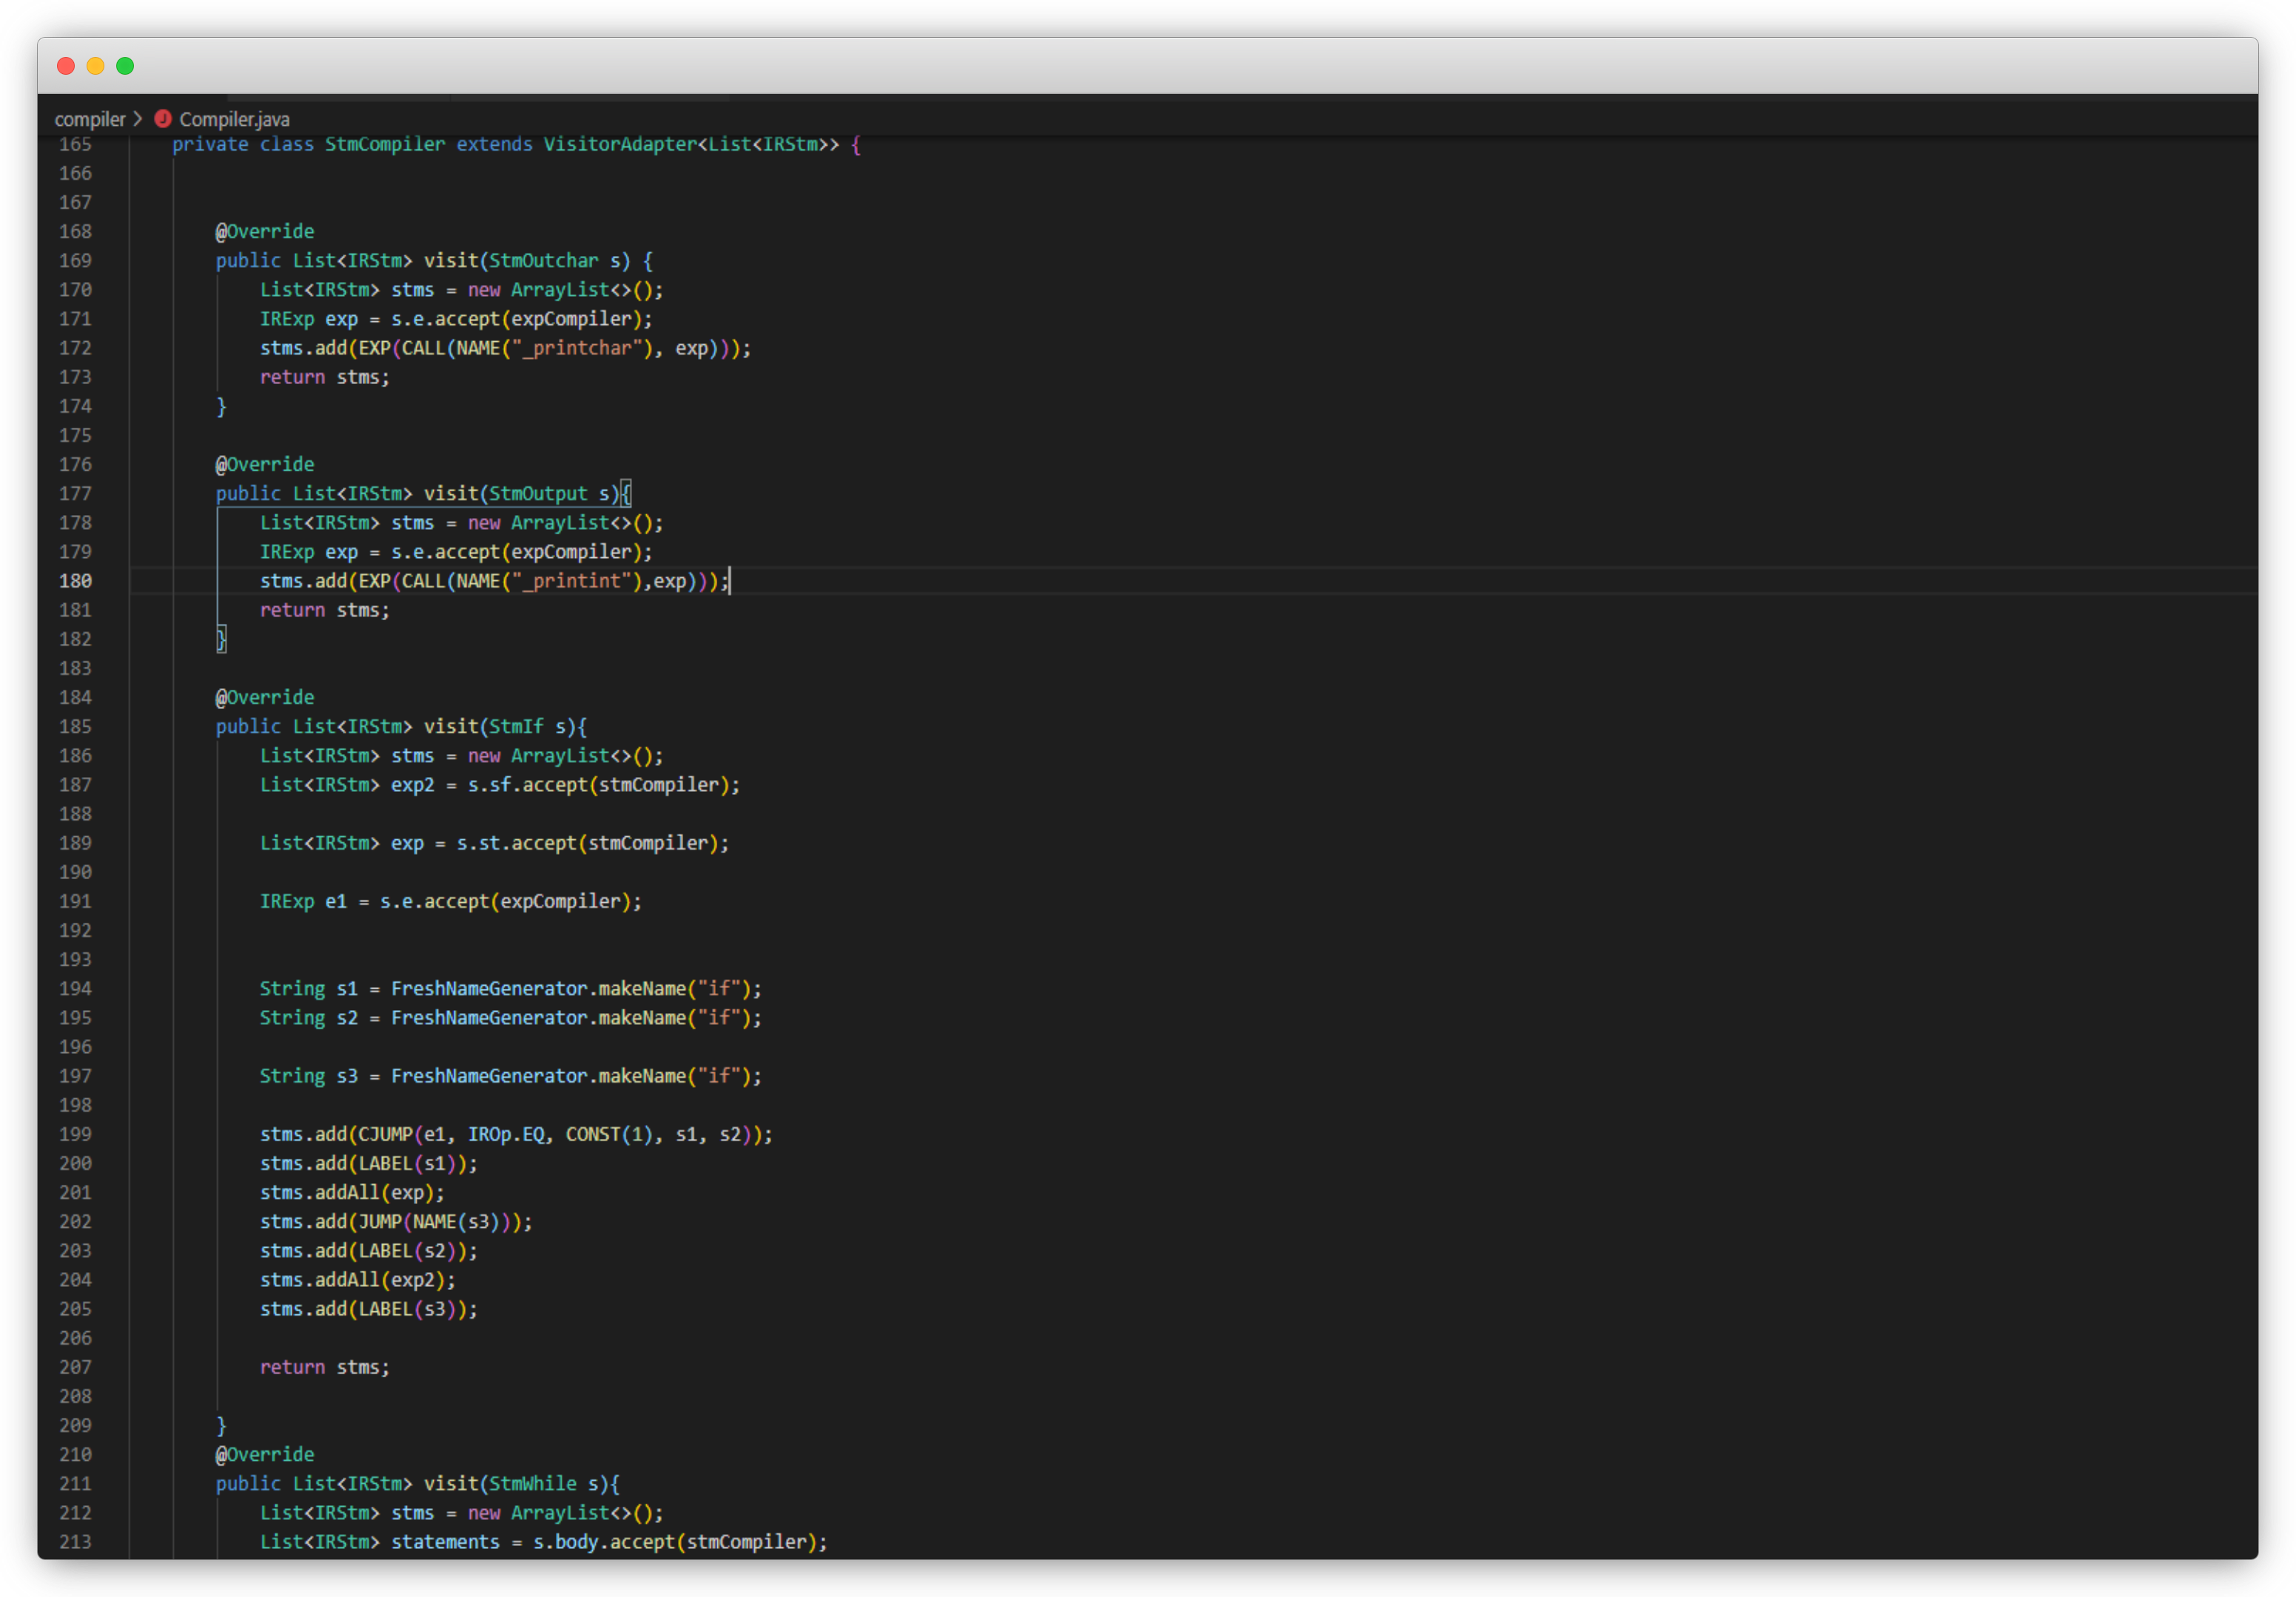 compiler > Compiler.java
165 private class StmCompiler extends VisitorAdapter<List<IRStm>> {
166
167
168 @Override
169 public List<IRStm> visit(StmOutchar s) {
170 List<IRStm> stms = new ArrayList<>();
171 IRExp exp = s.e.accept(expCompiler);
172 stms.add(EXP(CALL(NAME("_printchar"), exp)));
173 return stms;
174 }
175
176 @Override
177 public List<IRStm> visit(StmOutput s){
178 List<IRStm> stms = new ArrayList<>();
179 IRExp exp = s.e.accept(expCompiler);
180 stms.add(EXP(CALL(NAME("_printint"),exp)));
181 return stms;
182 }
183
184 @Override
185 public List<IRStm> visit(StmIf s){
186 List<IRStm> stms = new ArrayList<>();
187 List<IRStm> exp2 = s.sf.accept(stmCompiler);
188
189 List<IRStm> exp = s.st.accept(stmCompiler);
190
191 IRExp e1 = s.e.accept(expCompiler);
192
193
194 String s1 = FreshNameGenerator.makeName("if");
195 String s2 = FreshNameGenerator.makeName("if");
196
197 String s3 = FreshNameGenerator.makeName("if");
198
199 stms.add(CJUMP(e1, IROp.EQ, CONST(1), s1, s2));
200 stms.add(LABEL(s1));
201 stms.addAll(exp);
202 stms.add(JUMP(NAME(s3)));
203 stms.add(LABEL(s2));
204 stms.addAll(exp2);
205 stms.add(LABEL(s3));
206
207 return stms;
208
209 }
210 @Override
211 public List<IRStm> visit(StmWhile s){
212 List<IRStm> stms = new ArrayList<>();
213 List<IRStm> statements = s.body.accept(stmCompiler);